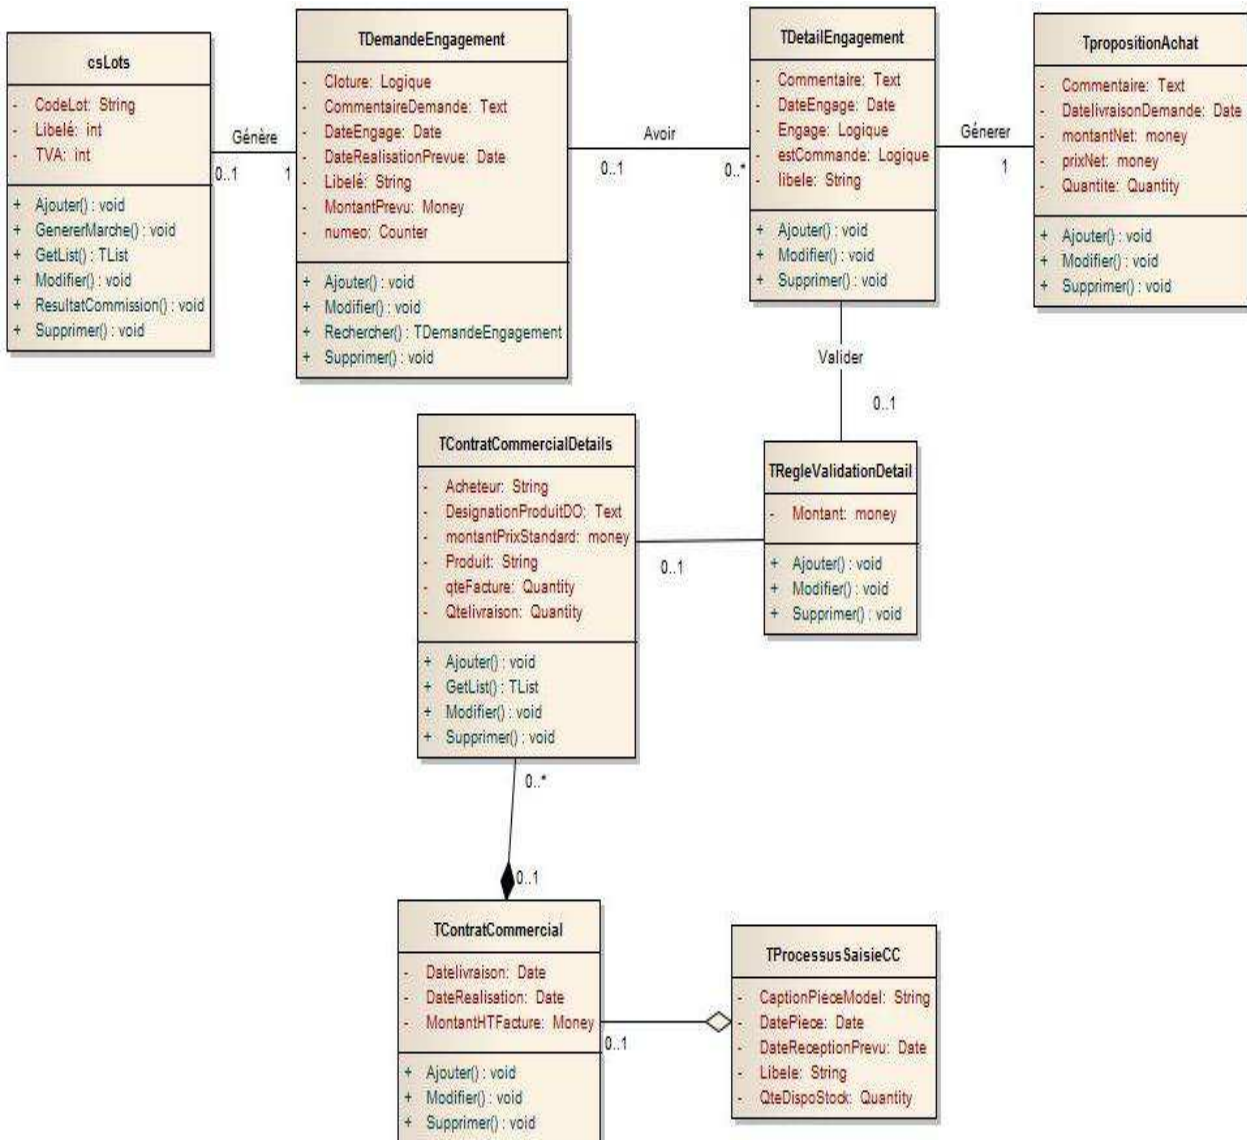 csLots
- CodeLot: String
- Libelé: int
- TVA: int
+ Ajouter() : void
+ GenererMarche() : void
+ GetList() : TList
+ Modifier() : void
+ ResultatCommission() : void
+ Supprimer() : void
Génère
0..1
1
TDemandeEngagement
- Cloture: Logique
- CommentaireDemande: Text
- DateEngage: Date
- DateRealisationPrevue: Date
- Libelé: String
- MontantPrevu: Money
- numeo: Counter
+ Ajouter() : void
+ Modifier() : void
+ Rechercher() : TDemandeEngagement
+ Supprimer() : void
Avoir
0..1
0..*
TDetailEngagement
- Commentaire: Text
- DateEngage: Date
- Engage: Logique
- estCommande: Logique
- libele: String
+ Ajouter() : void
+ Modifier() : void
+ Supprimer() : void
Génerer
1
TpropositionAchat
- Commentaire: Text
- DatelivraisonDemande: Date
- montantNet: money
- prixNet: money
- Quantite: Quantity
+ Ajouter() : void
+ Modifier() : void
+ Supprimer() : void
Valider
0..1
TContratCommercialDetails
- Acheteur: String
- DesignationProduitDO: Text
- montantPrixStandard: money
- Produit: String
- qteFacture: Quantity
- Qtelivraison: Quantity
+ Ajouter() : void
+ GetList() : TList
+ Modifier() : void
+ Supprimer() : void
0..1
TRegleValidationDetail
- Montant: money
+ Ajouter() : void
+ Modifier() : void
+ Supprimer() : void
0..*
0..1
TContratCommercial
- Datelivraison: Date
- DateRealisation: Date
- MontantHTFacture: Money
+ Ajouter() : void
+ Modifier() : void
+ Supprimer() : void
0..1
TProcessusSaisieCC
- CaptionPieceModel: String
- DatePiece: Date
- DateReceptionPrevu: Date
- Libele: String
- QteDispoStock: Quantity